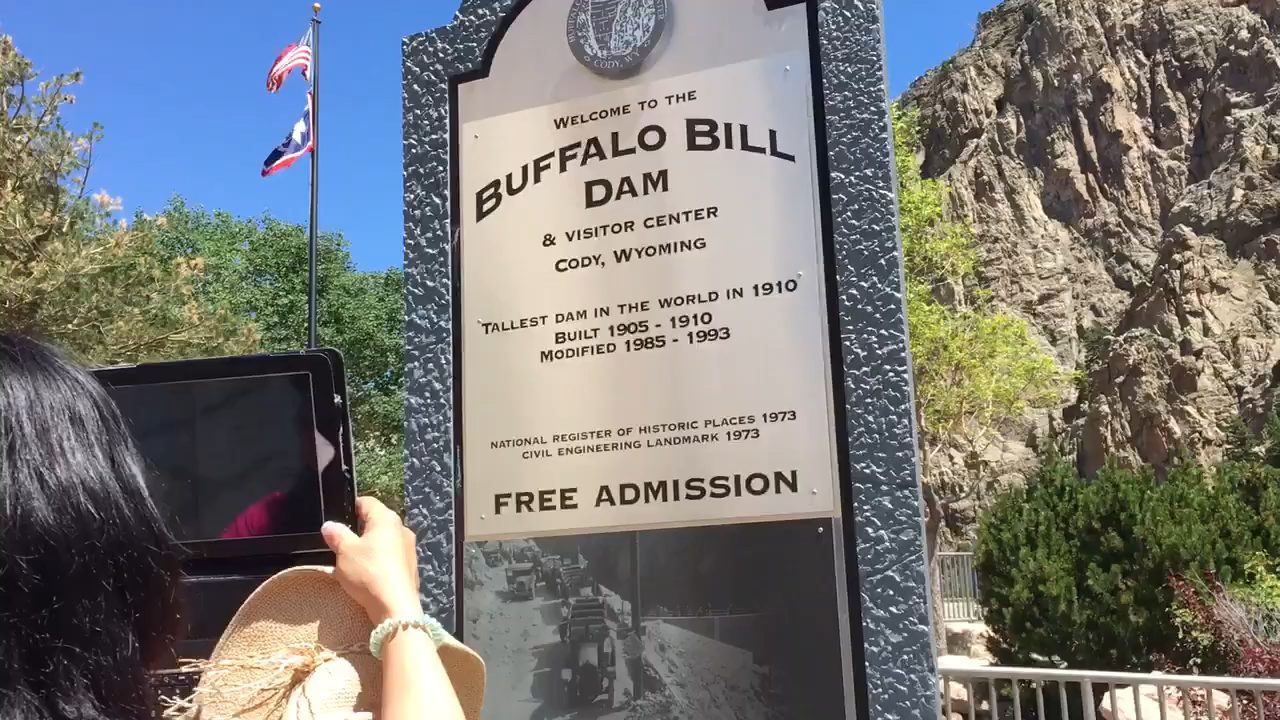 CODY, W
WELCOME TO THE
BUFFALO BILL
DAM
& VISITOR CENTER
CODY, WYOMING
TALLEST DAM IN THE WORLD IN 1910
BUILT 1905 - 1910
MODIFIED 1985 - 1993
NATIONAL REGISTER OF HISTORIC PLACES 1973
CIVIL ENGINEERING LANDMARK 1973
FREE ADMISSION